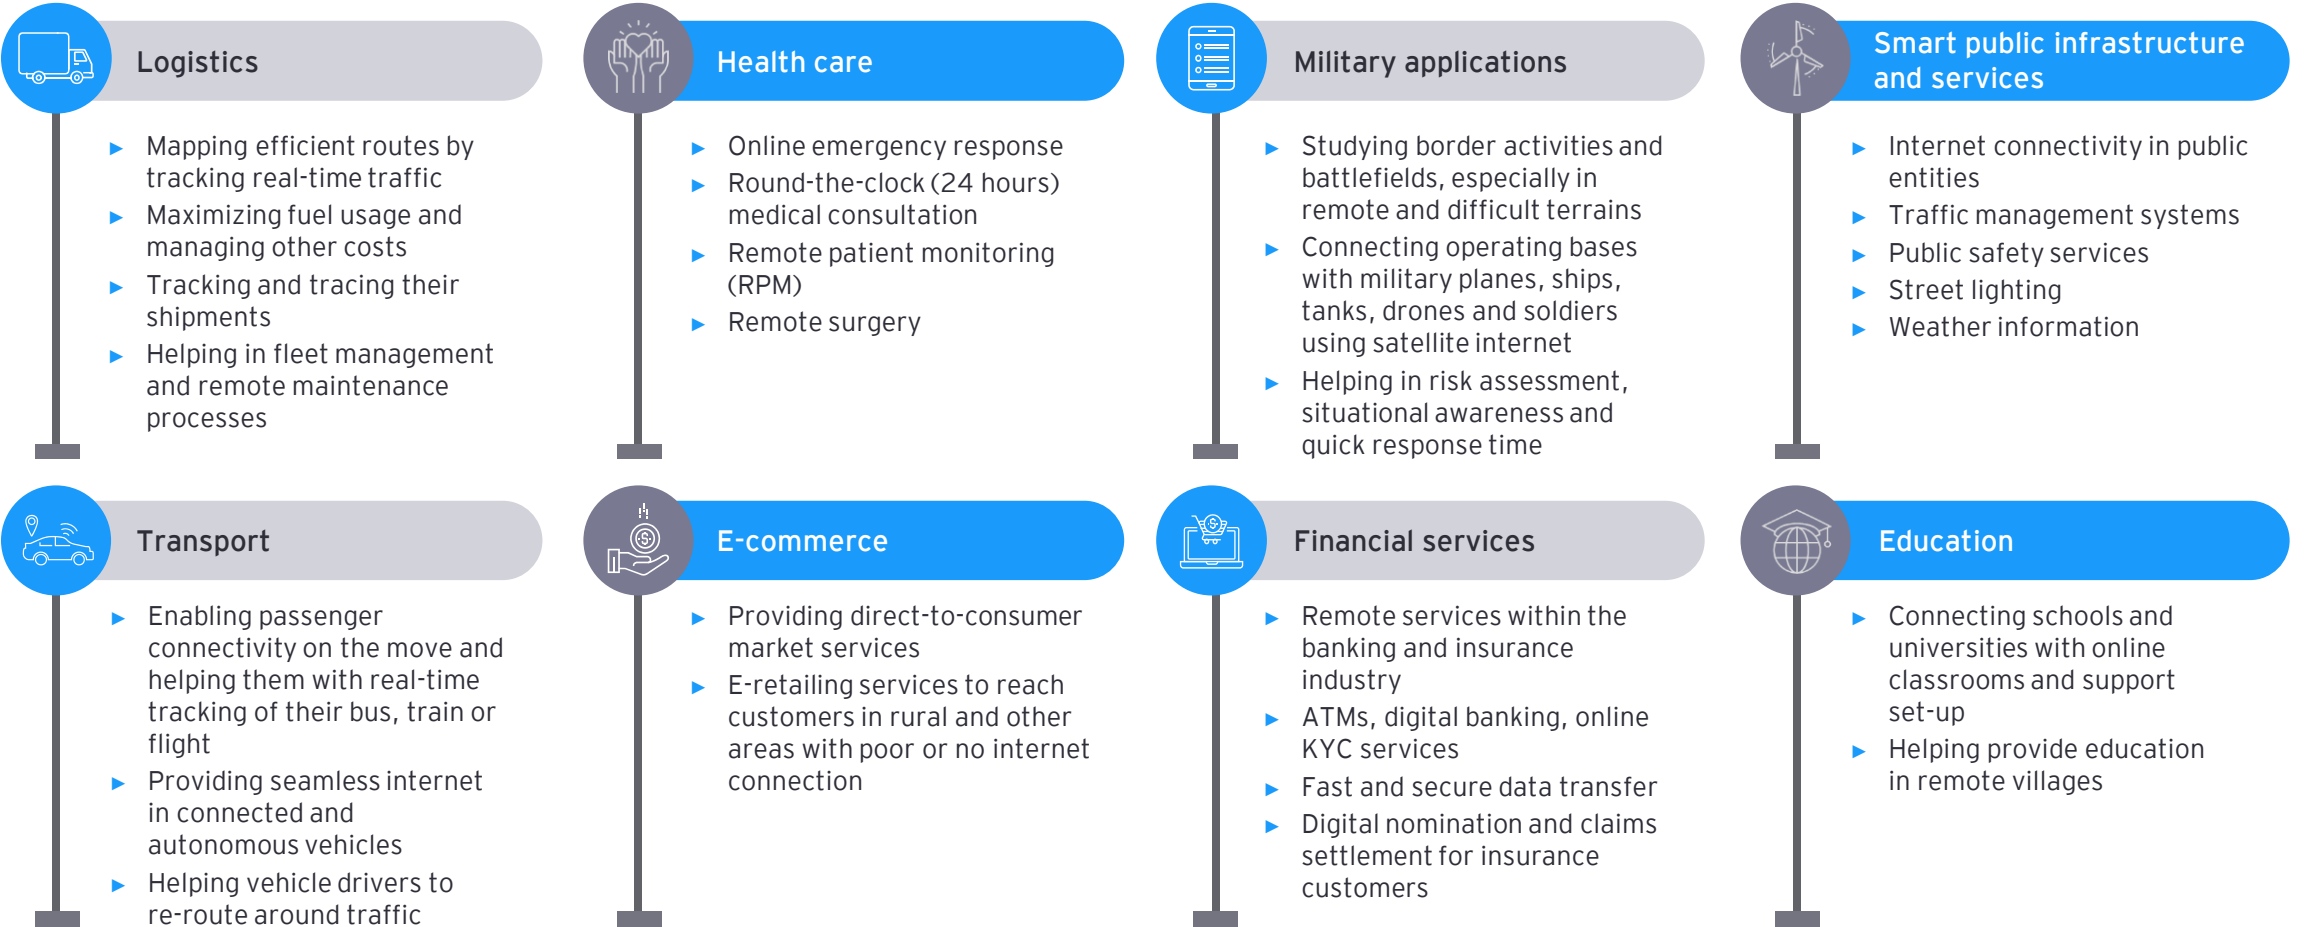 Logistics
Mapping efficient routes by
tracking real-time traffic
Maximizing fuel usage and
managing other costs
Tracking and tracing their
shipments
Helping in fleet management
and remote maintenance
processes
Health care
Online emergency response
Round-the-clock (24 hours)
medical consultation
Remote patient monitoring
(RPM)
Remote surgery
Military applications
Studying border activities and
battlefields, especially in
remote and difficult terrains
Connecting operating bases
with military planes, ships,
tanks, drones and soldiers
using satellite internet
Helping in risk assessment,
situational awareness and
quick response time
Smart public infrastructure
and services
Internet connectivity in public
entities
Traffic management systems
Public safety services
Street lighting
Weather information
Transport
Enabling passenger
connectivity on the move and
helping them with real-time
tracking of their bus, train or
flight
Providing seamless internet
in connected and
autonomous vehicles
Helping vehicle drivers to
re-route around traffic
E-commerce
Providing direct-to-consumer
market services
E-retailing services to reach
customers in rural and other
areas with poor or no internet
connection
Financial services
Remote services within the
banking and insurance
industry
ATMs, digital banking, online
KYC services
Fast and secure data transfer
Digital nomination and claims
settlement for insurance
customers
Education
Connecting schools and
universities with online
classrooms and support
set-up
Helping provide education
in remote villages